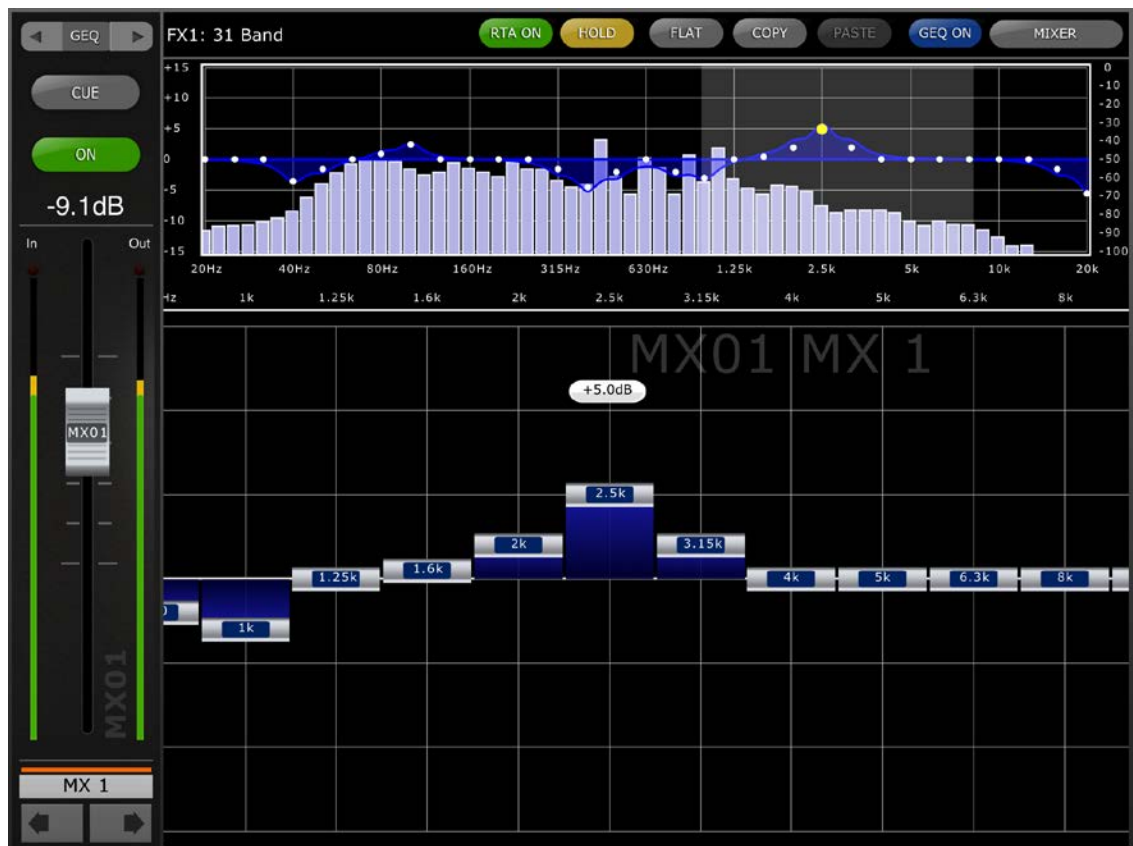 GEQ
FX1: 31 Band
RTA ON
HOLD
FLAT
COPY
PASTE
GEQ ON
MIXER
CUE
ON
-9.1dB
In
Out
MX01
MX01
MX 1
+15
+10
+5
0
-5
-10
-15
0
-10
-20
-30
-40
-50
-60
-70
-80
-90
-100
20Hz 40Hz 80Hz 160Hz 315Hz 630Hz 1.25k 2.5k 5k 10k 20k
Hz 1k 1.25k 1.6k 2k 2.5k 3.15k 4k 5k 6.3k 8k
MX01 MX 1
+5.0dB
2.5k
2k
3.15k
1.6k
1.25k
4k
5k
6.3k
8k
0
1k